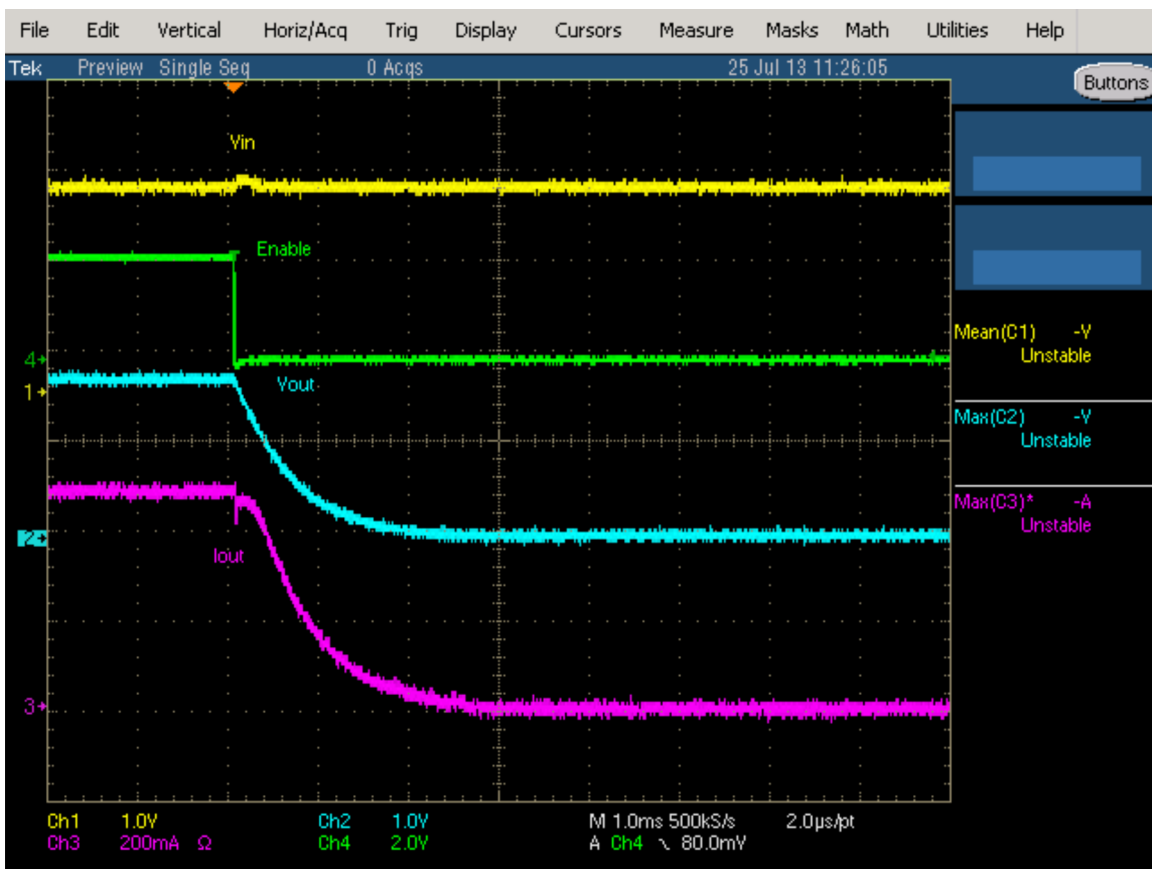 File Edit Vertical Horiz/Acq Trig Display Cursors Measure Masks Math Utilities Help
Tek Preview Single Seq 0 Acqs 25 Jul 13 11:26:05
Buttons
Vin
Enable
Mean(C1) -V
Unstable
4
Vout
1
Max(C2) -V
Unstable
Max(C3)* -A
Unstable
2
Iout
3
Ch1 1.0V Ch2 1.0V M 1.0ms 500kS/s 2.0µs/pt
Ch3 200mA Ω Ch4 2.0V A Ch4 \ 80.0mV